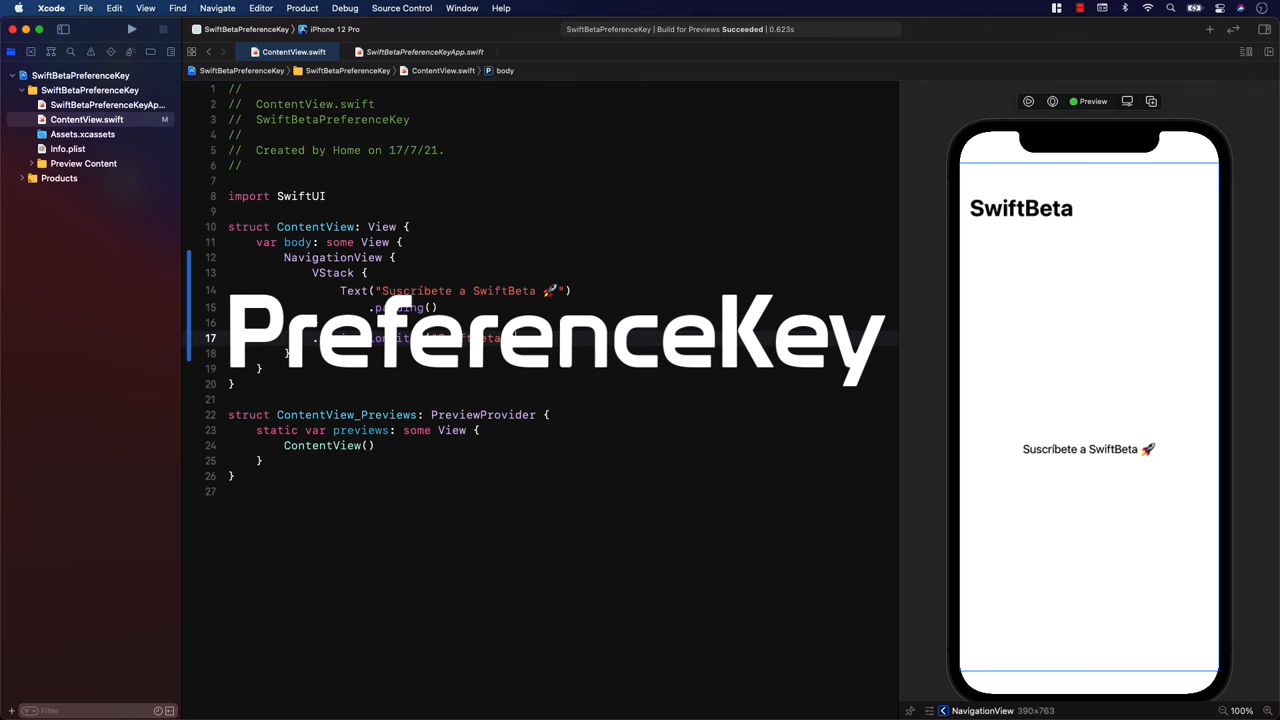 Xcode File Edit View Find Navigate Editor Product Debug Source Control Window Help
SwiftBetaPreferenceKey iPhone 12 Pro
SwiftBetaPreferenceKey | Build for Previews Succeeded | 0.623s
ContentView.swift
SwiftBetaPreferenceKeyApp.swift
SwiftBetaPreferenceKey SwiftBetaPreferenceKey ContentView.swift body
SwiftBetaPreferenceKey
SwiftBetaPreferenceKey
SwiftBetaPreferenceKeyAp...
ContentView.swift M
Assets.xcassets
Info.plist
Preview Content
Products
Filter
1 //
2 // ContentView.swift
3 // SwiftBetaPreferenceKey
4 //
5 // Created by Home on 17/7/21.
6 //
7
8 import SwiftUI
9
10 struct ContentView: View {
11 var body: some View {
12 NavigationView {
13 VStack {
14 Text("Suscríbete a SwiftBeta 🚀")
15 .padding()
16
17
18 }
19 }
20 }
21
22 struct ContentView_Previews: PreviewProvider {
23 static var previews: some View {
24 ContentView()
25 }
26 }
27
PreferenceKey
Preview
SwiftBeta
Suscríbete a SwiftBeta 🚀
NavigationView 390×763
100%